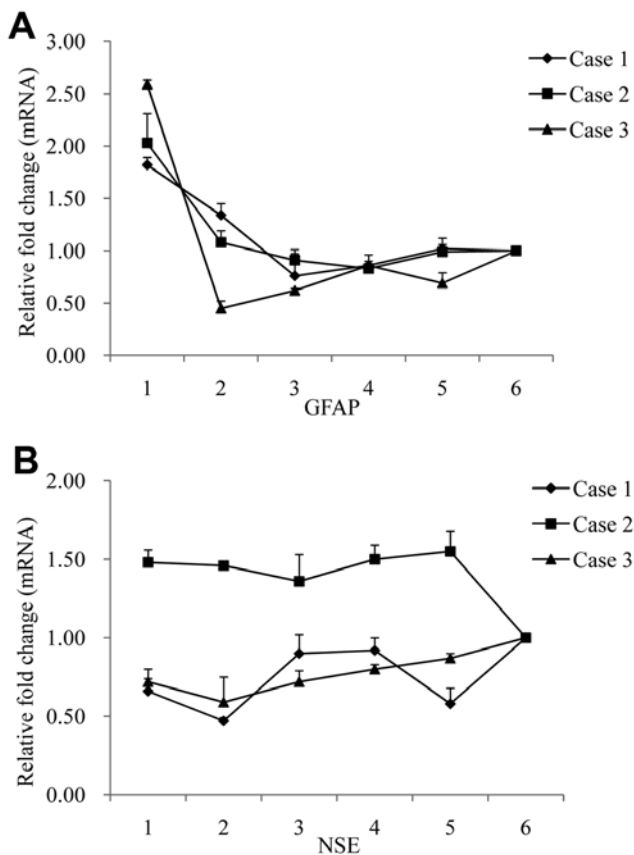 A
Relative fold change (mRNA)
3.00
2.50
2.00
1.50
1.00
0.50
0.00
1 2 3 4 5 6
GFAP
Case 1
Case 2
Case 3
B
Relative fold change (mRNA)
2.00
1.50
1.00
0.50
0.00
1 2 3 4 5 6
NSE
Case 1
Case 2
Case 3